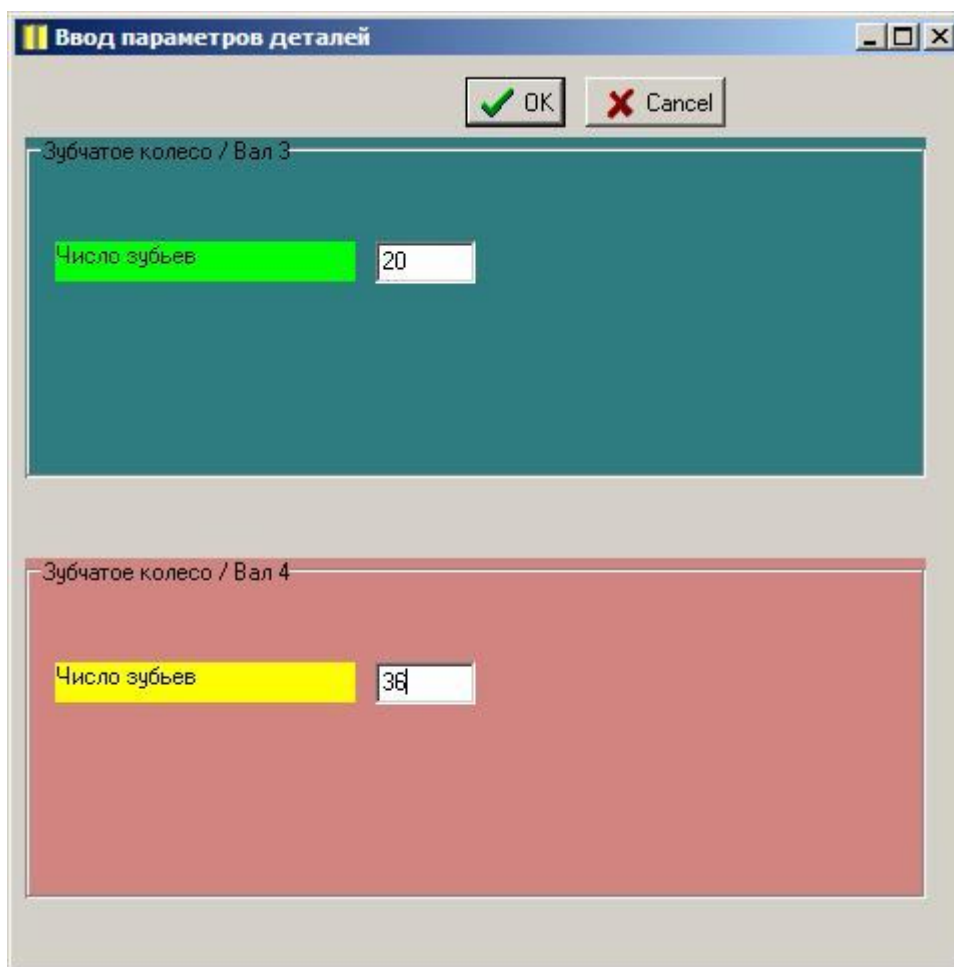 Ввод параметров деталей
OK
Cancel
Зубчатое колесо / Вал 3
Число зубьев
20
Зубчатое колесо / Вал 4
Число зубьев
36